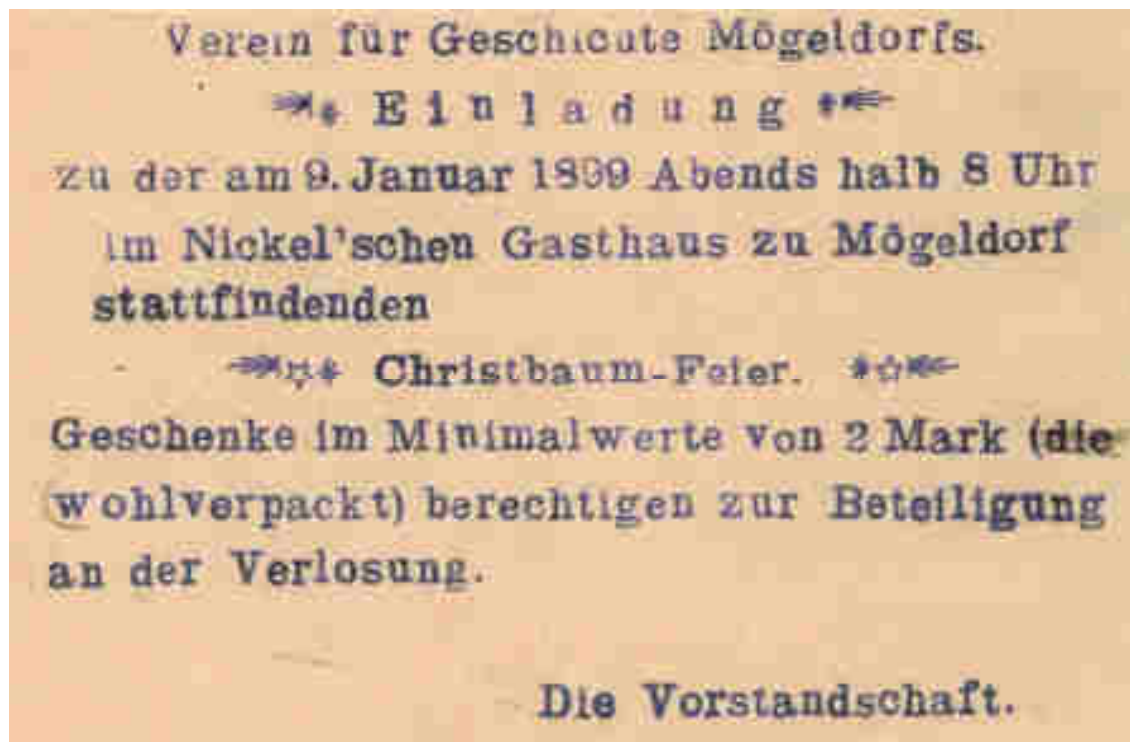 Verein für Geschichte Mögeldorfs.
Einladung
zu der am 9. Januar 1899 Abends halb 8 Uhr
im Nickel'schen Gasthaus zu Mögeldorf
stattfindenden
Christbaum-Feier.
Geschenke im Minimalwerte von 2 Mark (die
wohlverpackt) berechtigen zur Beteiligung
an der Verlosung.
Die Vorstandschaft.